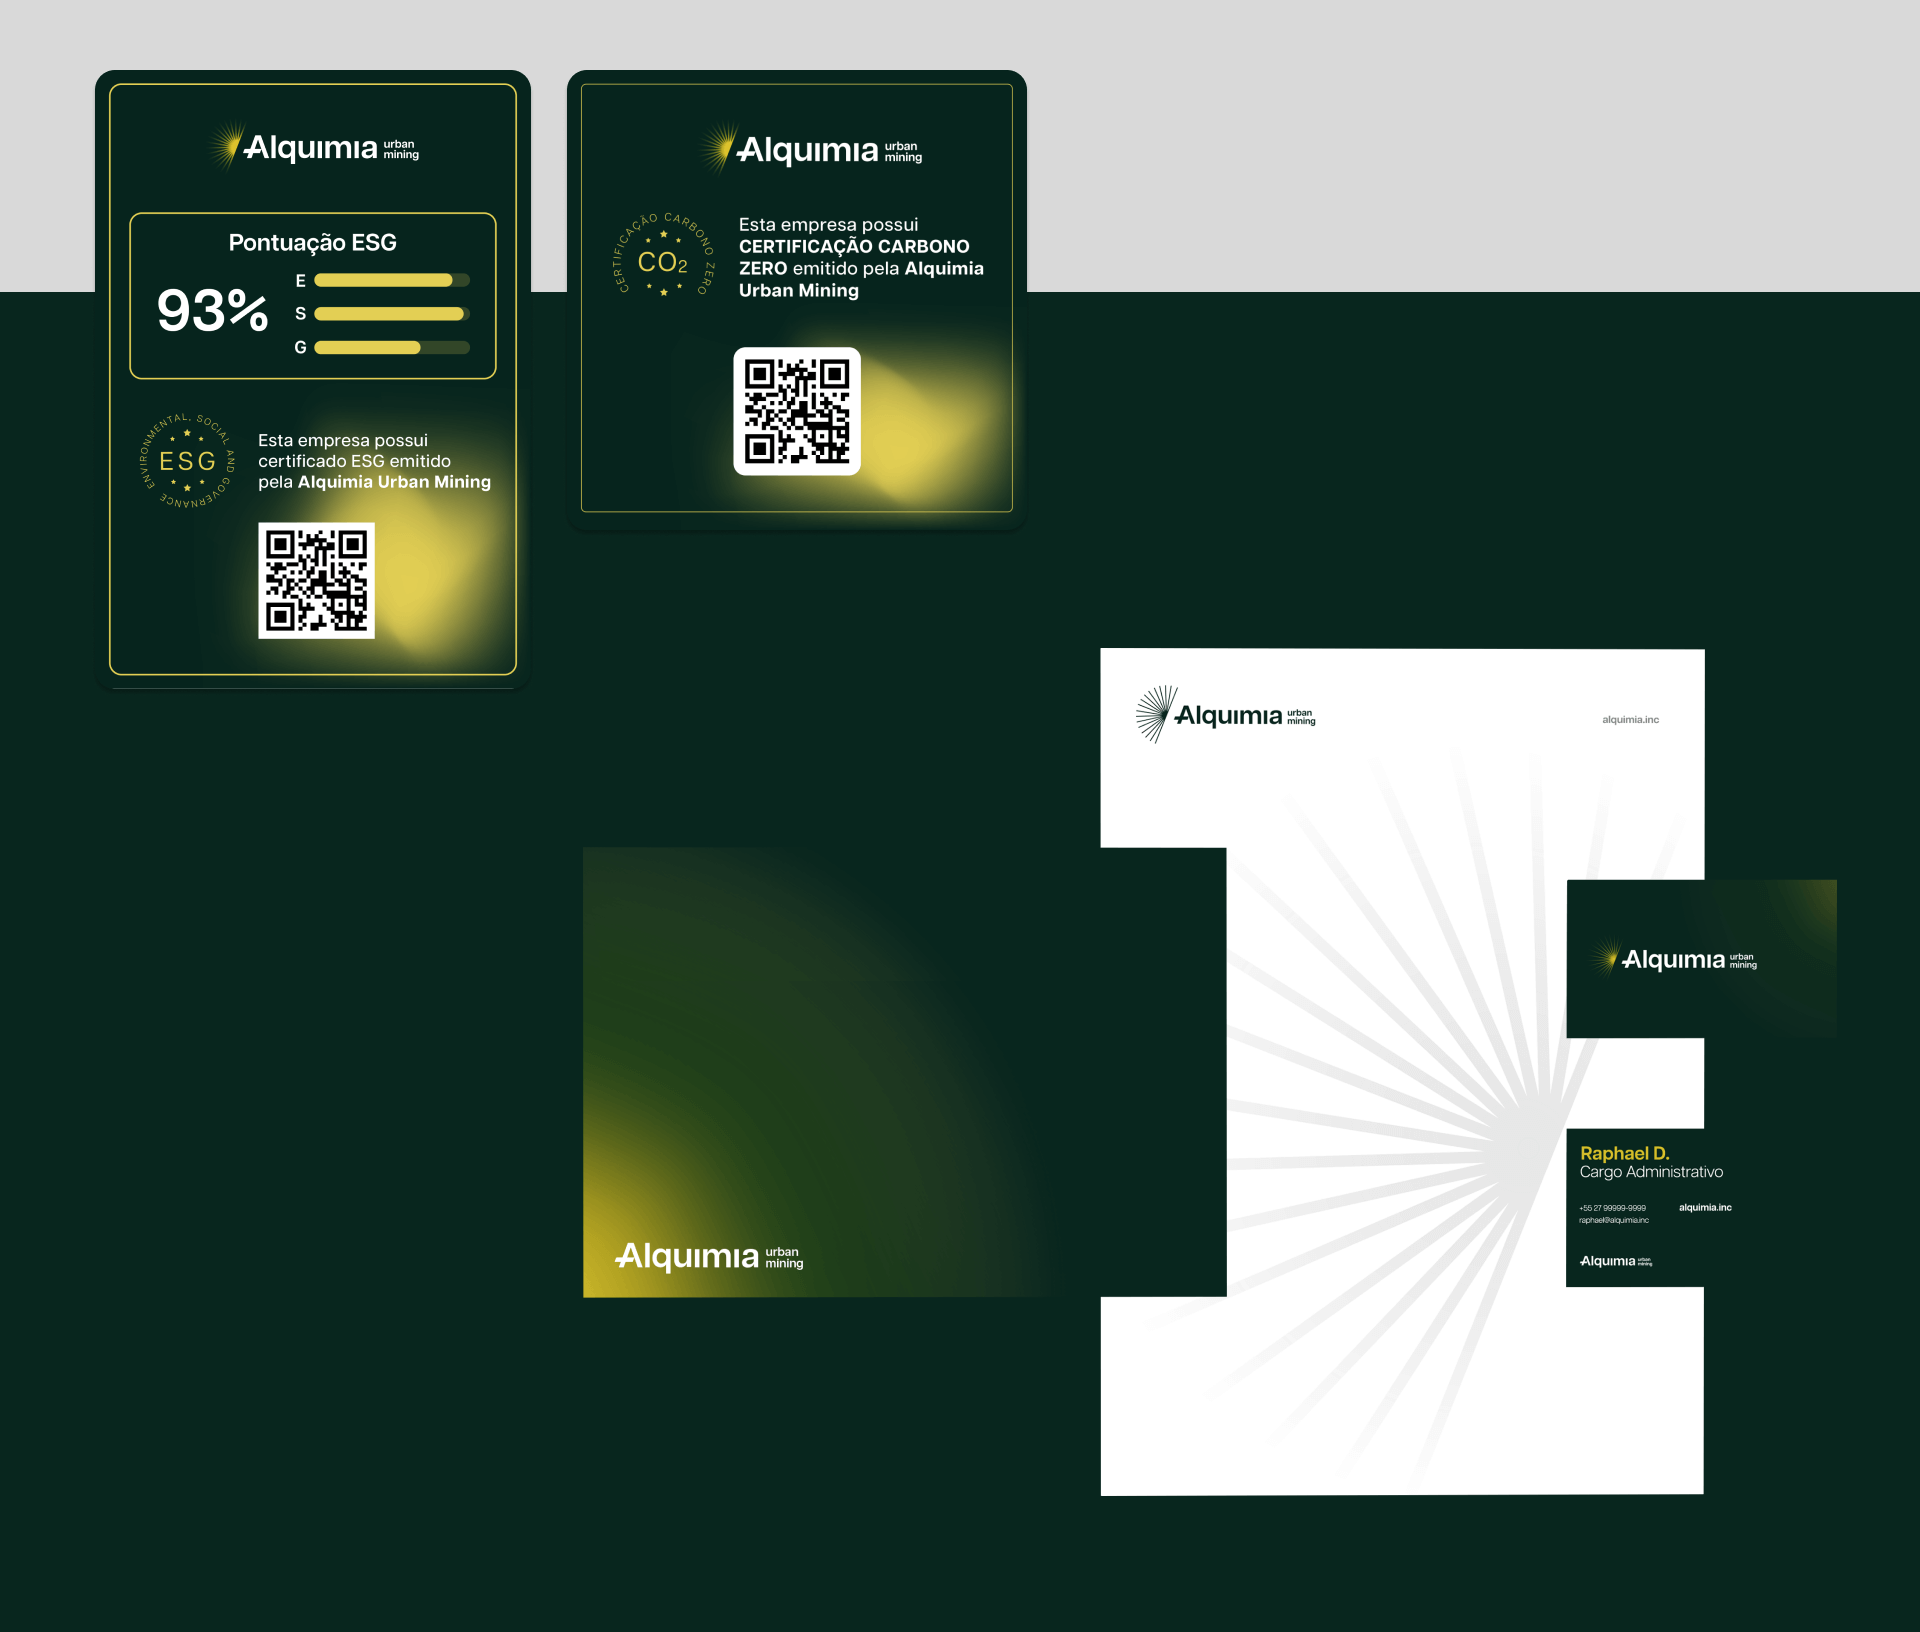 Alquimia urban mining
Pontuação ESG
93%
E
S
G
ENVIRONMENTAL, SOCIAL AND GOVERNANCE
ESG
Esta empresa possui
certificado ESG emitido
pela Alquimia Urban Mining
Alquimia urban mining
CERTIFICAÇÃO CARBONO ZERO
CO2
Esta empresa possui
CERTIFICAÇÃO CARBONO
ZERO emitido pela Alquimia
Urban Mining
Alquimia urban mining
alquimia.inc
Alquimia urban mining
Alquimia urban mining
Raphael D.
Cargo Administrativo
+55 27 99999-9999
alquimia.inc
raphael@alquimia.inc
Alquimia urban mining